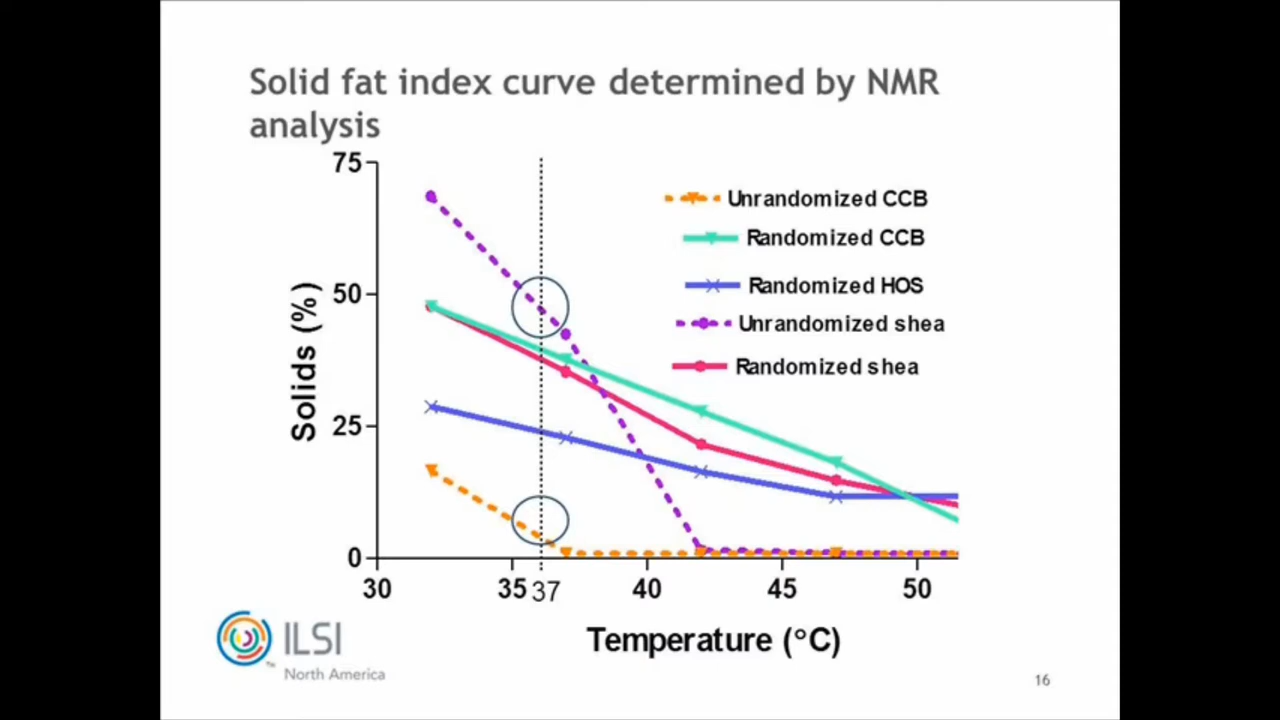 Solid fat index curve determined by NMR
analysis
75
50
25
0
Solids (%)
Unrandomized CCB
Randomized CCB
Randomized HOS
Unrandomized shea
Randomized shea
30
35
37
40
45
50
Temperature (°C)
ILSI
™
North America
16